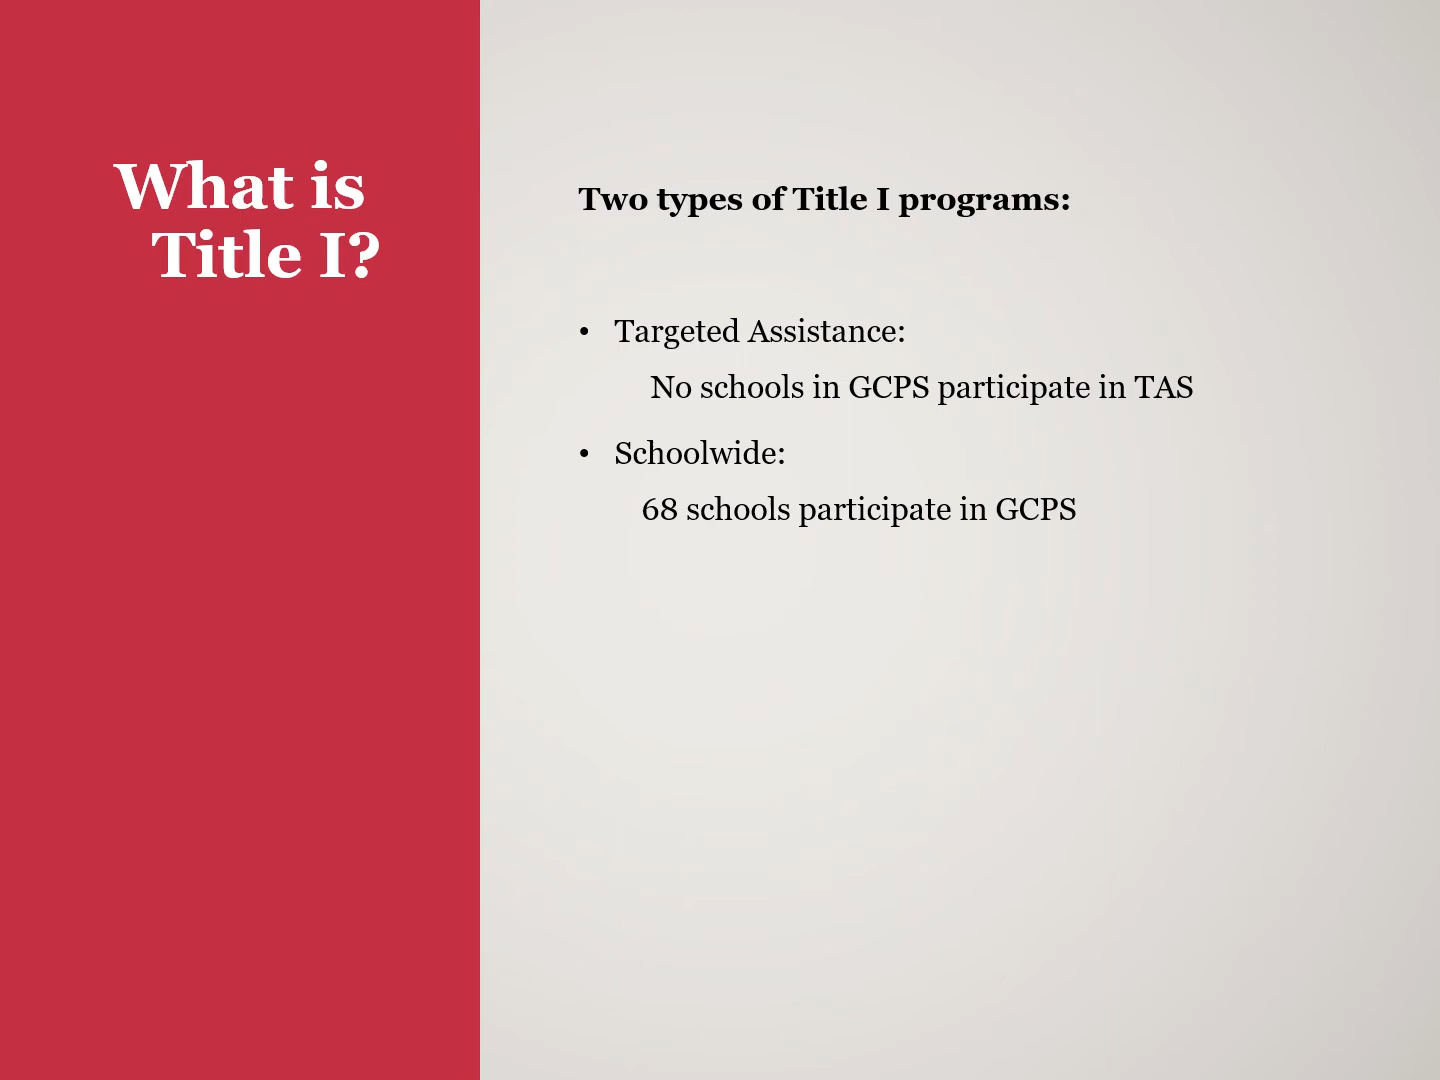 What is
Title I?
Two types of Title I programs:
• Targeted Assistance:
No schools in GCPS participate in TAS
• Schoolwide:
68 schools participate in GCPS